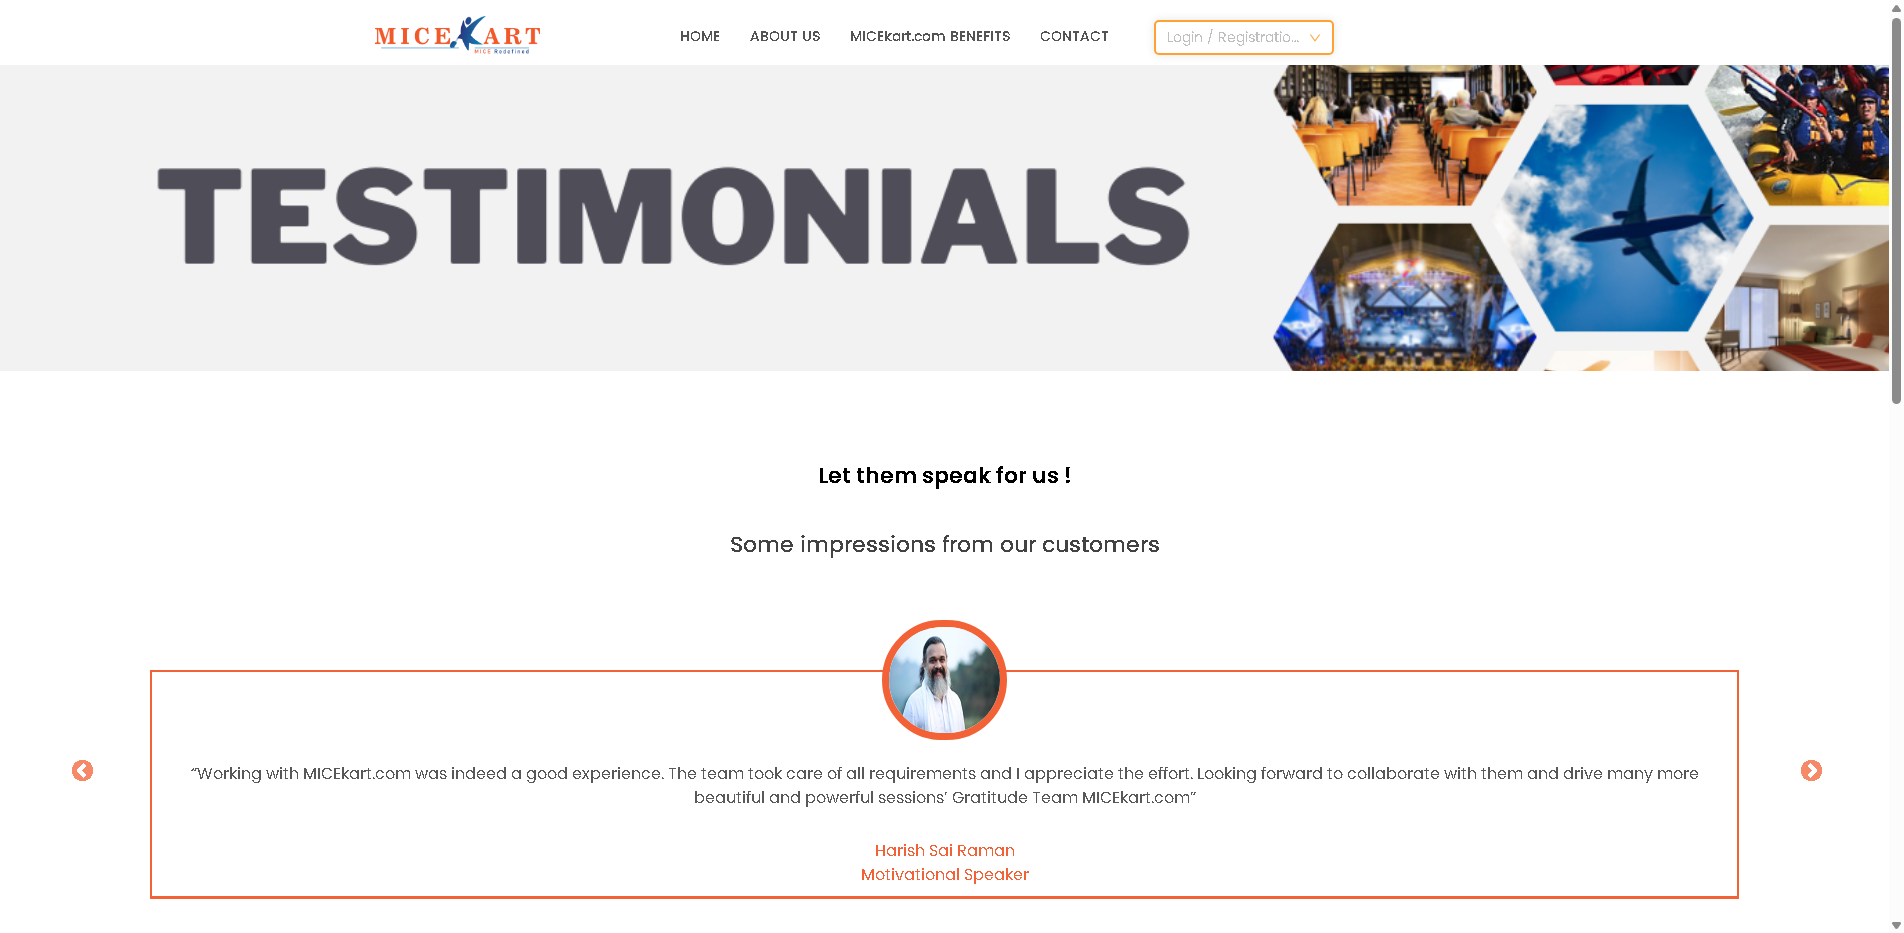 MICEKART
MICE Redefined
HOME
ABOUT US
MICEkart.com BENEFITS
CONTACT
Login / Registratio...
TESTIMONIALS
Let them speak for us !
Some impressions from our customers
“Working with MICEkart.com was indeed a good experience. The team took care of all requirements and I appreciate the effort. Looking forward to collaborate with them and drive many more
beautiful and powerful sessions’ Gratitude Team MICEkart.com”
Harish Sai Raman
Motivational Speaker